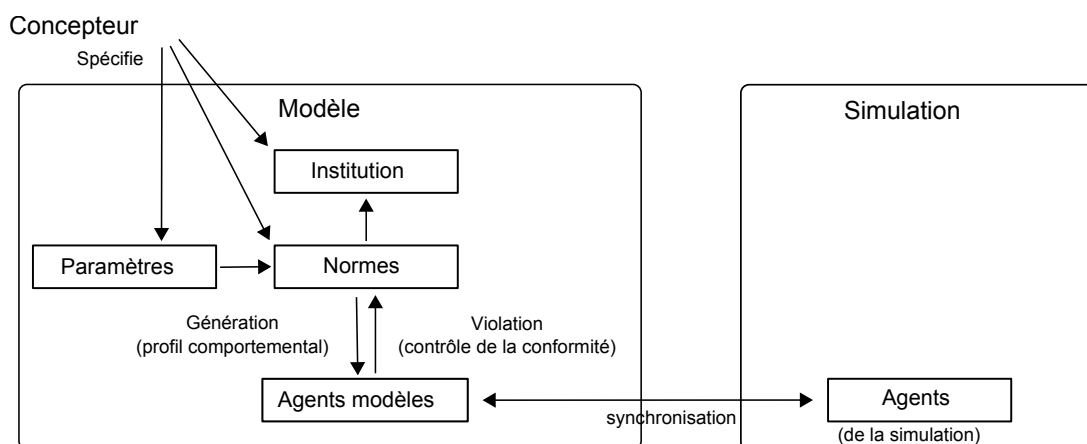 Concepteur
Spécifie
Modèle
Simulation
Institution
Paramètres
Normes
Génération
(profil comportemental)
Violation
(contrôle de la conformité)
Agents modèles
synchronisation
Agents
(de la simulation)